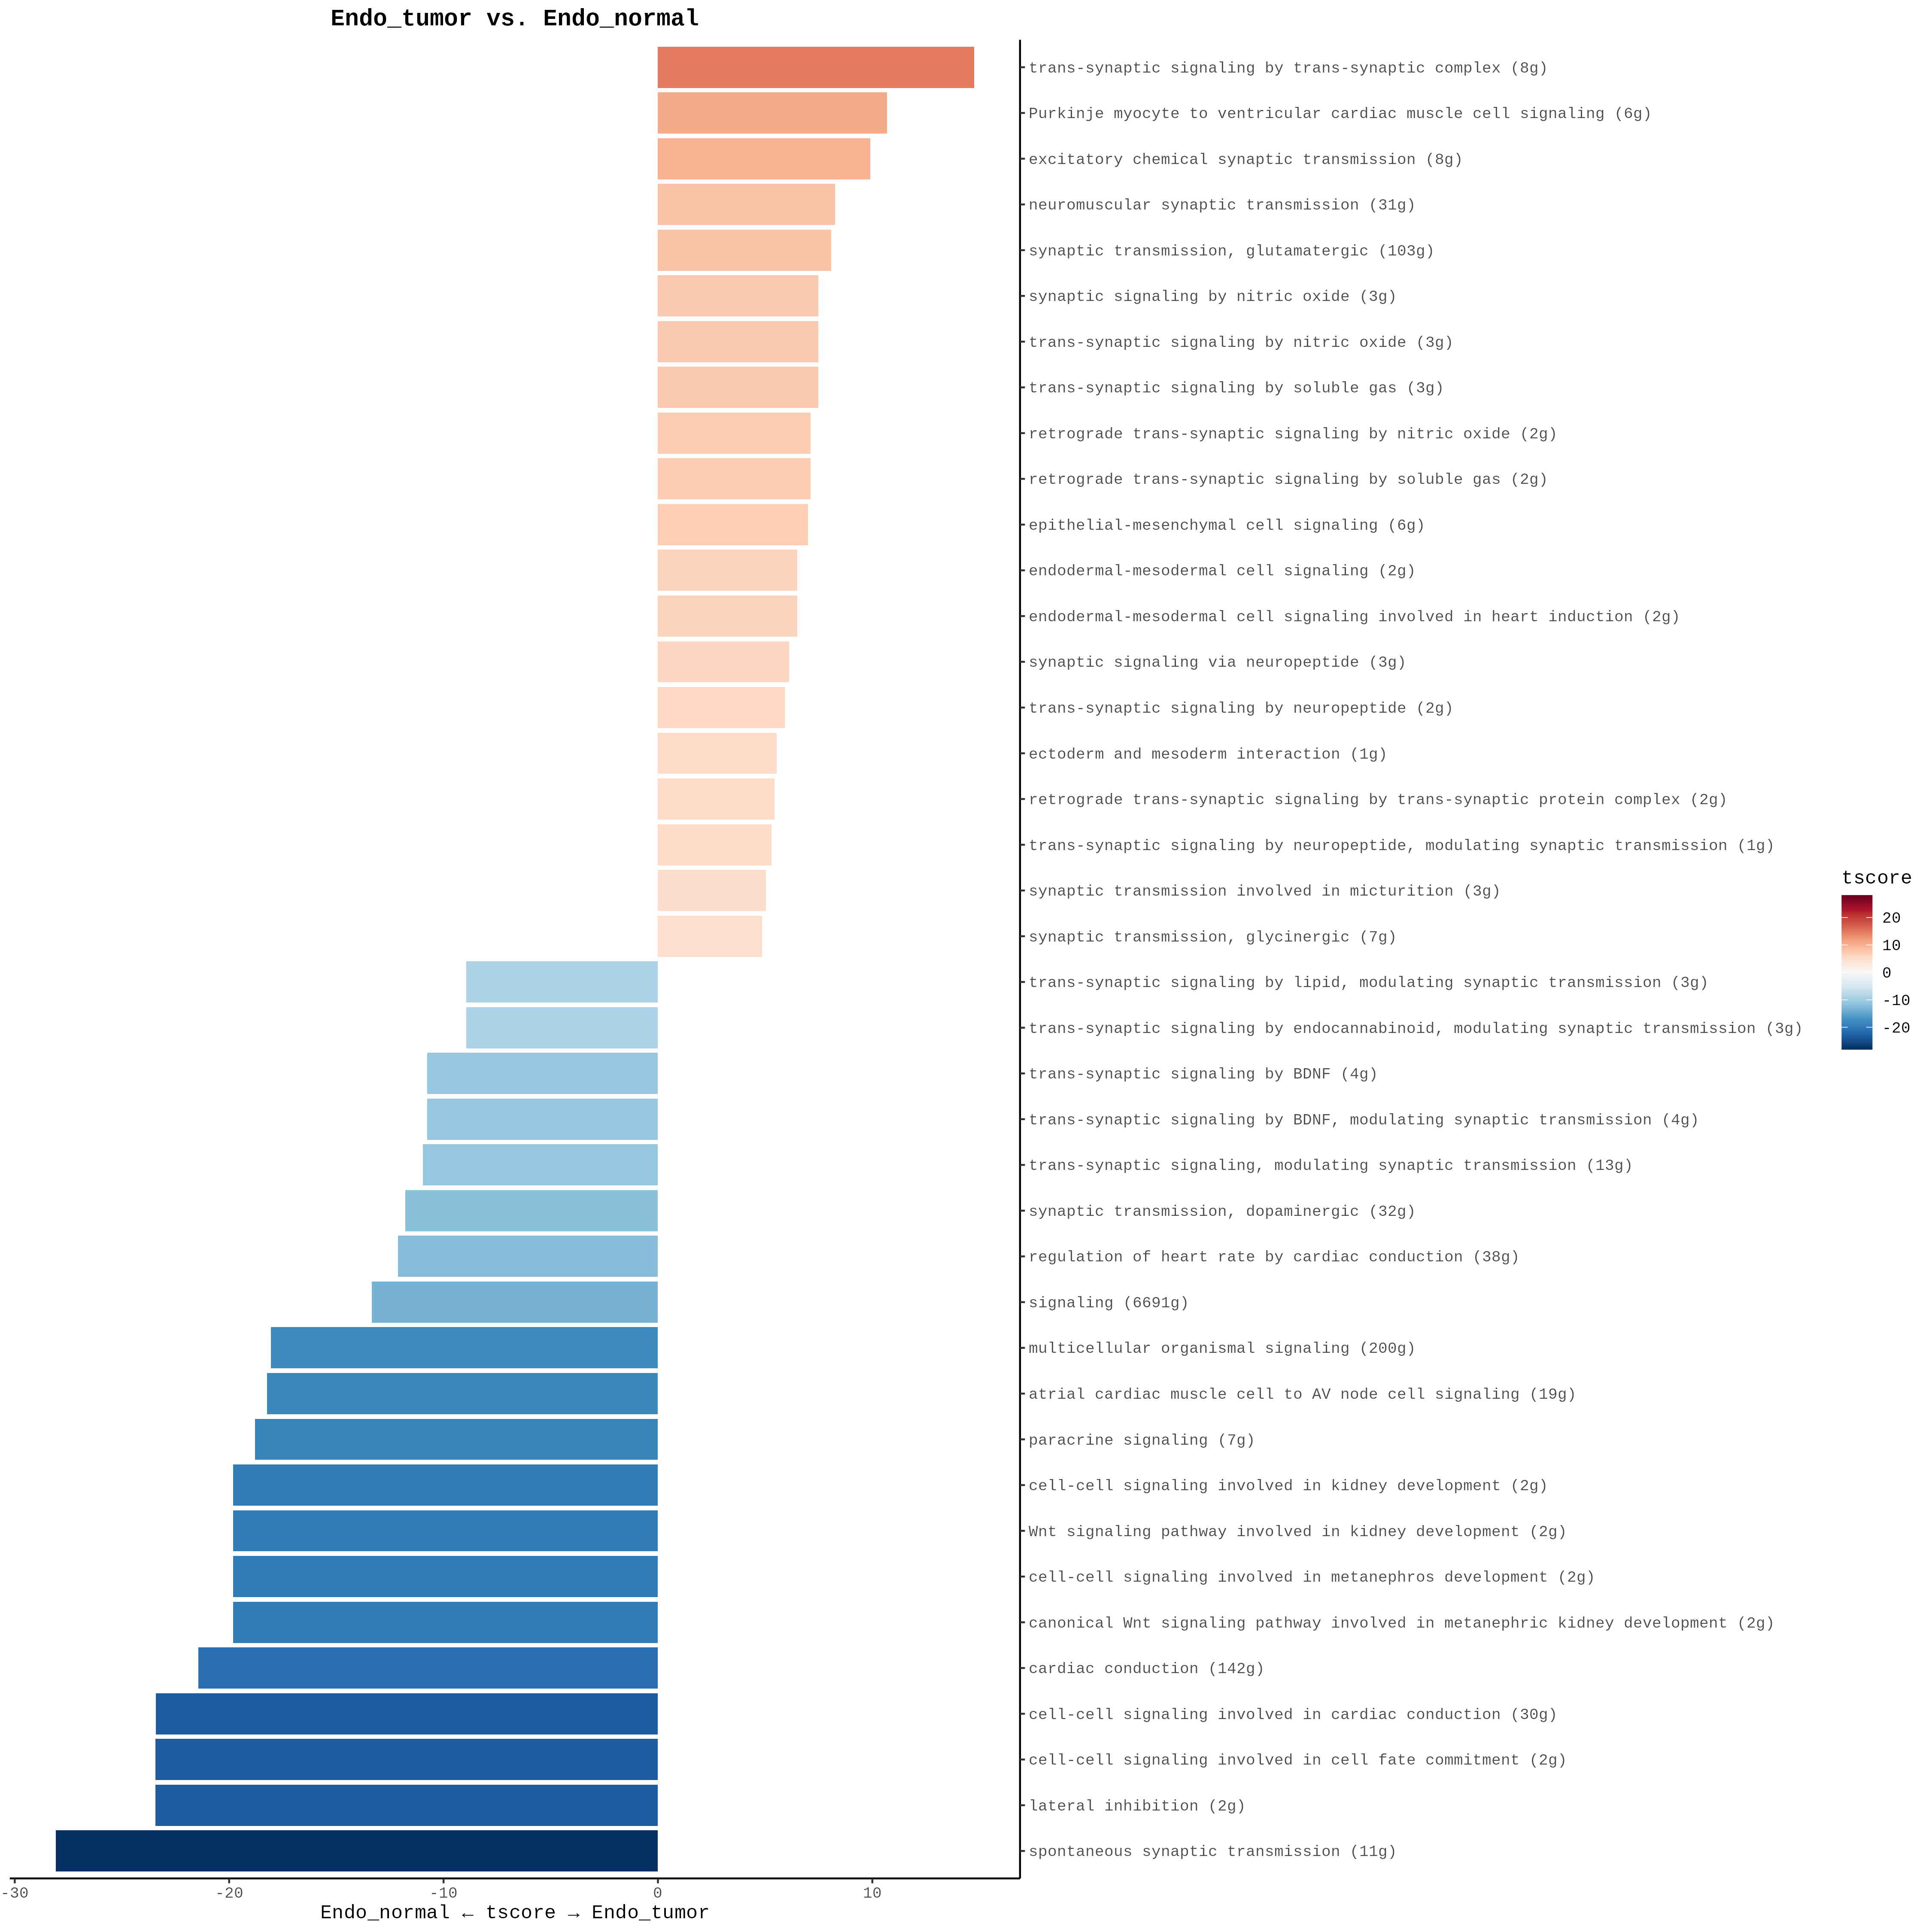 Endo_tumor vs. Endo_normal
trans-synaptic signaling by trans-synaptic complex (8g)
Purkinje myocyte to ventricular cardiac muscle cell signaling (6g)
excitatory chemical synaptic transmission (8g)
neuromuscular synaptic transmission (31g)
synaptic transmission, glutamatergic (103g)
synaptic signaling by nitric oxide (3g)
trans-synaptic signaling by nitric oxide (3g)
trans-synaptic signaling by soluble gas (3g)
retrograde trans-synaptic signaling by nitric oxide (2g)
retrograde trans-synaptic signaling by soluble gas (2g)
epithelial-mesenchymal cell signaling (6g)
endodermal-mesodermal cell signaling (2g)
endodermal-mesodermal cell signaling involved in heart induction (2g)
synaptic signaling via neuropeptide (3g)
trans-synaptic signaling by neuropeptide (2g)
ectoderm and mesoderm interaction (1g)
retrograde trans-synaptic signaling by trans-synaptic protein complex (2g)
trans-synaptic signaling by neuropeptide, modulating synaptic transmission (1g)
synaptic transmission involved in micturition (3g)
synaptic transmission, glycinergic (7g)
trans-synaptic signaling by lipid, modulating synaptic transmission (3g)
trans-synaptic signaling by endocannabinoid, modulating synaptic transmission (3g)
trans-synaptic signaling by BDNF (4g)
trans-synaptic signaling by BDNF, modulating synaptic transmission (4g)
trans-synaptic signaling, modulating synaptic transmission (13g)
synaptic transmission, dopaminergic (32g)
regulation of heart rate by cardiac conduction (38g)
signaling (6691g)
multicellular organismal signaling (200g)
atrial cardiac muscle cell to AV node cell signaling (19g)
paracrine signaling (7g)
cell-cell signaling involved in kidney development (2g)
Wnt signaling pathway involved in kidney development (2g)
cell-cell signaling involved in metanephros development (2g)
canonical Wnt signaling pathway involved in metanephric kidney development (2g)
cardiac conduction (142g)
cell-cell signaling involved in cardiac conduction (30g)
cell-cell signaling involved in cell fate commitment (2g)
lateral inhibition (2g)
spontaneous synaptic transmission (11g)
-30 -20 -10 0 10
Endo_normal ← tscore → Endo_tumor
tscore
20
10
0
-10
-20